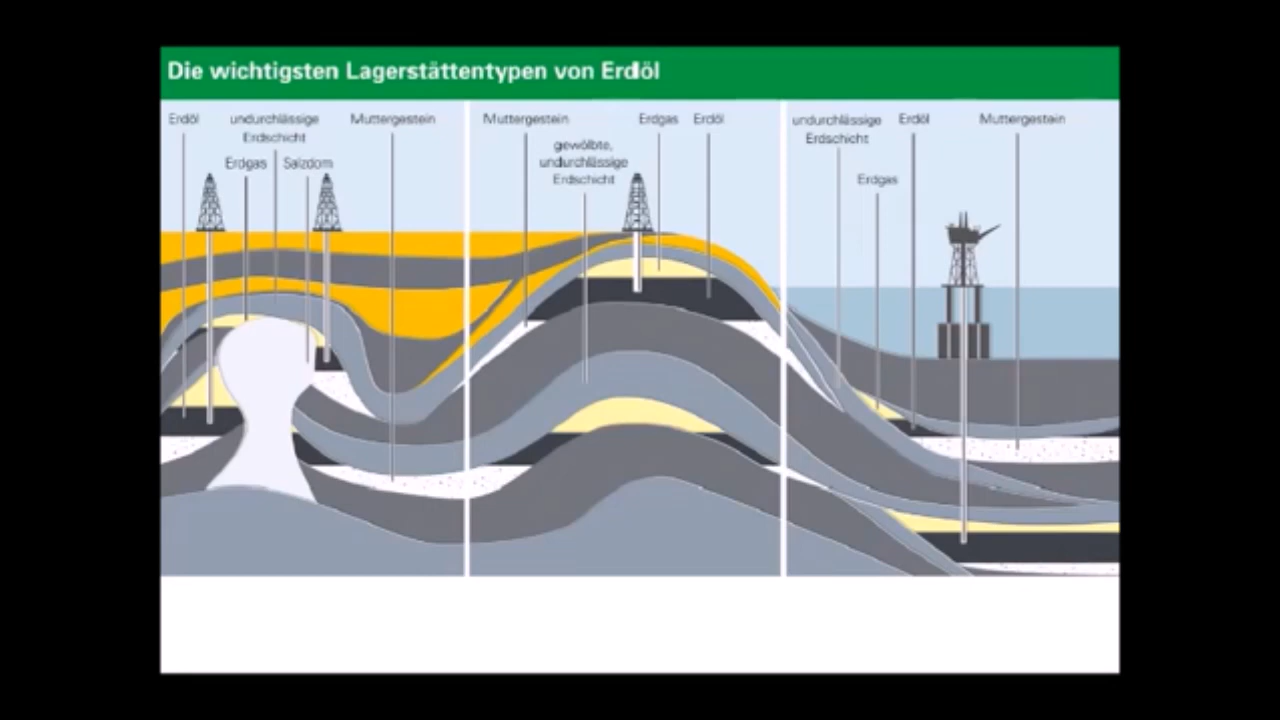 Die wichtigsten Lagerstättentypen von Erdöl
Erdöl
undurchlässige
Erdschicht
Muttergestein
Erdgas
Salzdom
Muttergestein
gewölbte,
undurchlässige
Erdschicht
Erdgas
Erdöl
undurchlässige
Erdschicht
Erdöl
Muttergestein
Erdgas